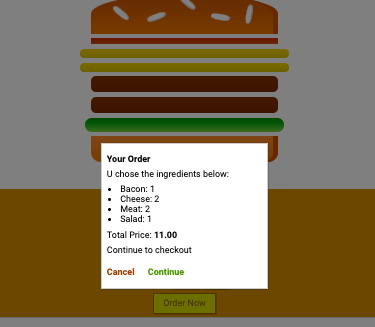 Your Order
U chose the ingredients below:
Bacon: 1
Cheese: 2
Meat: 2
Salad: 1
Total Price: 11.00
Continue to checkout
Cancel Continue
Order Now